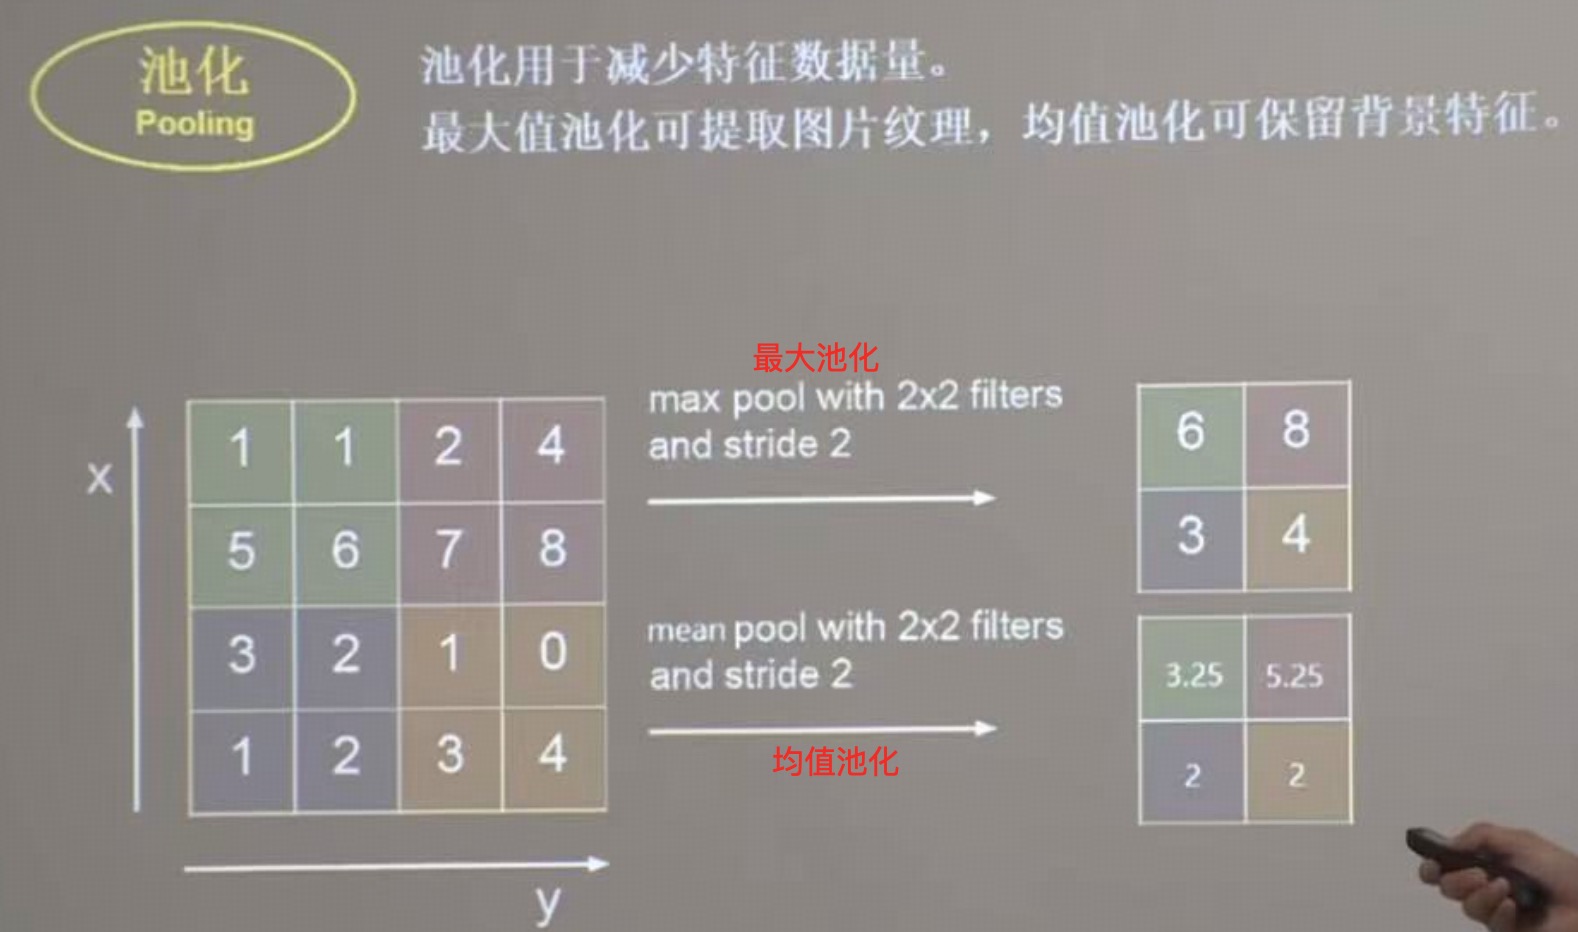 池化
Pooling
池化用于减少特征数据量。
最大值池化可提取图片纹理，均值池化可保留背景特征。
最大池化
max pool with 2x2 filters
and stride 2
x
1 1 2 4
5 6 7 8
3 2 1 0
1 2 3 4
y
6 8
3 4
mean pool with 2x2 filters
and stride 2
均值池化
3.25 5.25
2 2